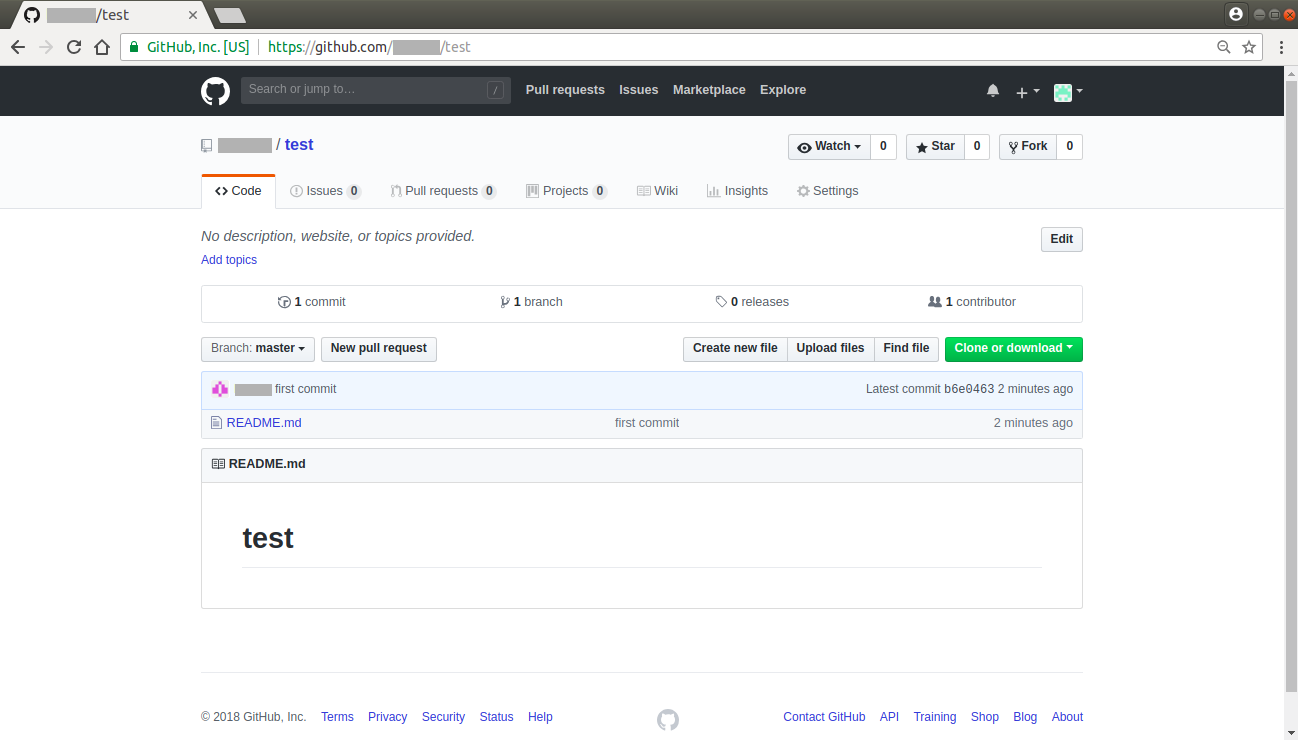 /test
GitHub, Inc. [US] https://github.com/ /test
Search or jump to… / Pull requests Issues Marketplace Explore
/ test Watch 0 Star 0 Fork 0
Code Issues 0 Pull requests 0 Projects 0 Wiki Insights Settings
No description, website, or topics provided. Edit
Add topics
1 commit 1 branch 0 releases 1 contributor
Branch: master New pull request Create new file Upload files Find file Clone or download
first commit Latest commit b6e0463 2 minutes ago
README.md first commit 2 minutes ago
README.md
test
© 2018 GitHub, Inc. Terms Privacy Security Status Help Contact GitHub API Training Shop Blog About